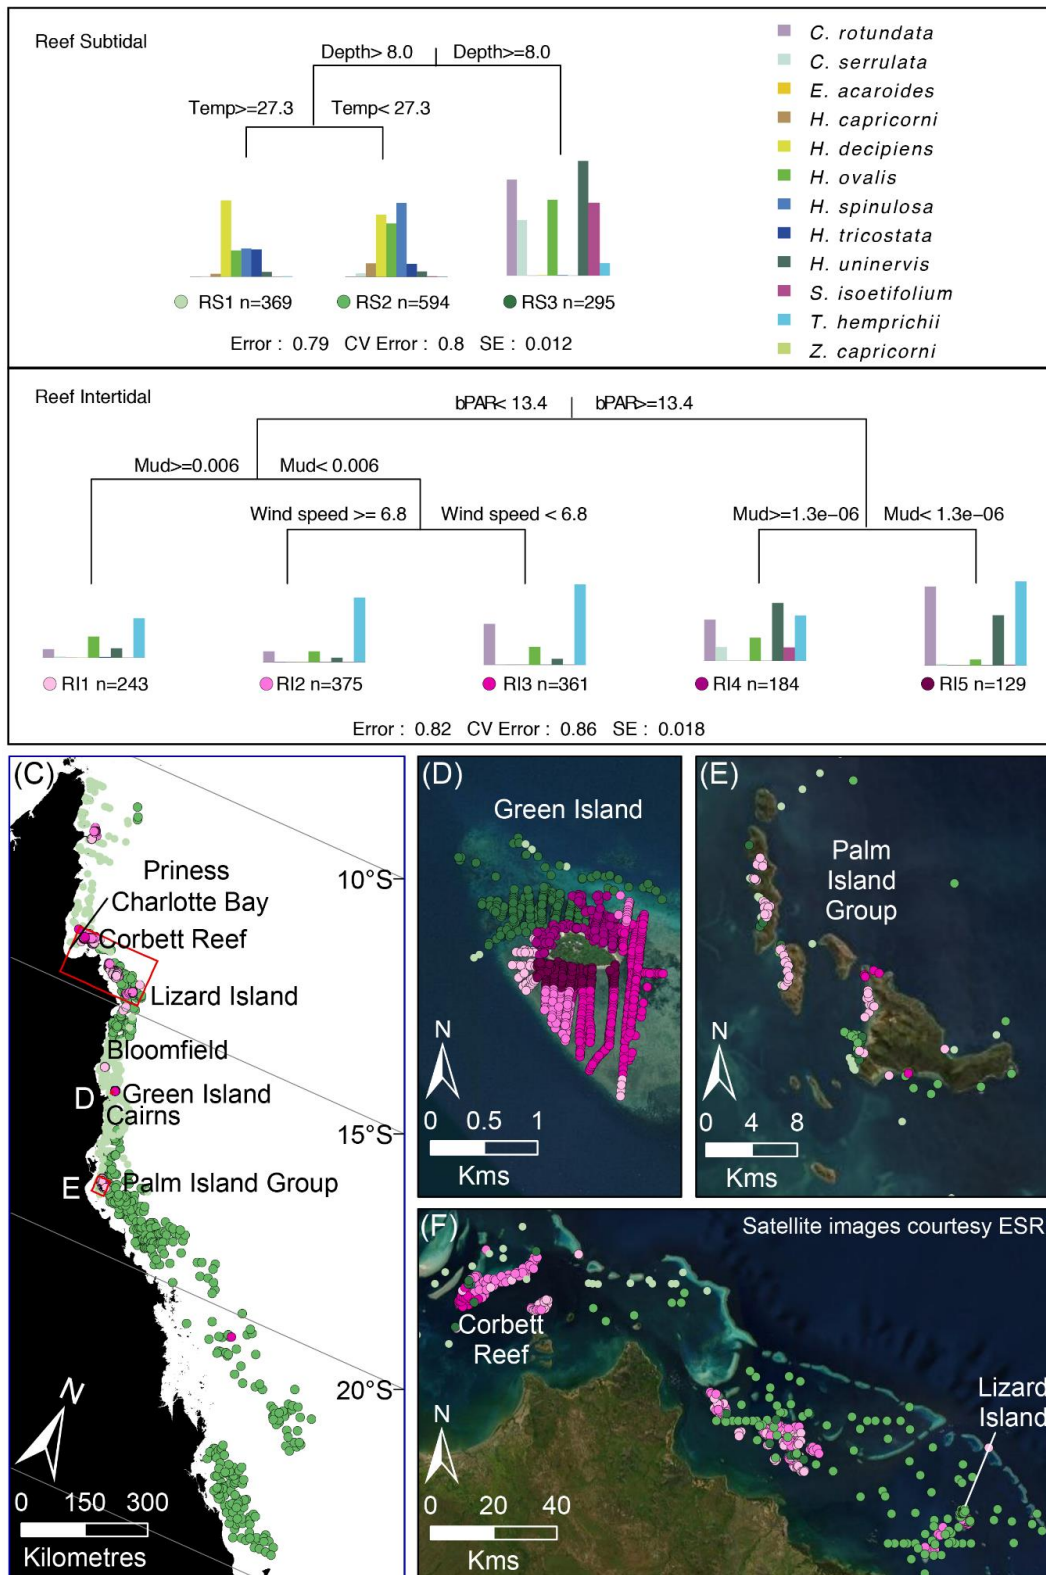 Reef Subtidal
Depth> 8.0 Depth>=8.0
Temp>=27.3 Temp< 27.3
RS1 n=369 RS2 n=594 RS3 n=295
Error : 0.79 CV Error : 0.8 SE : 0.012
C. rotundata
C. serrulata
E. acaroides
H. capricorni
H. decipiens
H. ovalis
H. spinulosa
H. tricostata
H. uninervis
S. isoetifolium
T. hemprichii
Z. capricorni
Reef Intertidal
bPAR< 13.4 bPAR>=13.4
Mud>=0.006 Mud< 0.006
Wind speed >= 6.8 Wind speed < 6.8 Mud>=1.3e−06 Mud< 1.3e−06
RI1 n=243 RI2 n=375 RI3 n=361 RI4 n=184 RI5 n=129
Error : 0.82 CV Error : 0.86 SE : 0.018
(C)
Priness
Charlotte Bay
Corbett Reef
Lizard Island
Bloomfield
D Green Island
Cairns
E Palm Island Group
10°S
15°S
20°S
N
0 150 300
Kilometres
(D)
Green Island
N
0 0.5 1
Kms
(E)
Palm
Island
Group
N
0 4 8
Kms
(F) Satellite images courtesy ESR
Corbett
Reef
Lizard
Island
N
0 20 40
Kms